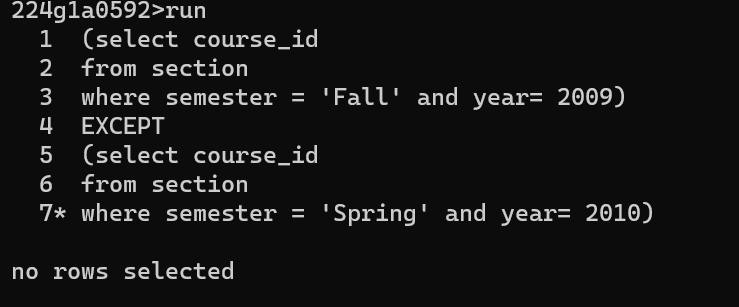 224g1a0592>run
  1  (select course_id
  2  from section
  3  where semester = 'Fall' and year= 2009)
  4  EXCEPT
  5  (select course_id
  6  from section
  7* where semester = 'Spring' and year= 2010)

no rows selected